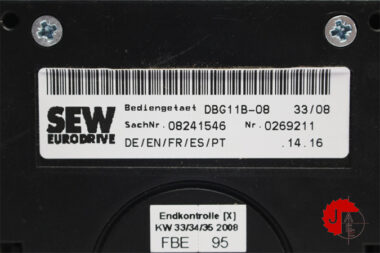 SEW
EURODRIVE
Bediengetaet DBG11B-08 33/08
SachNr. 08241546 Nr. 0269211
DE/EN/FR/ES/PT .14.16
Endkontrolle [X]
KW 33/34/35 2008
FBE 95